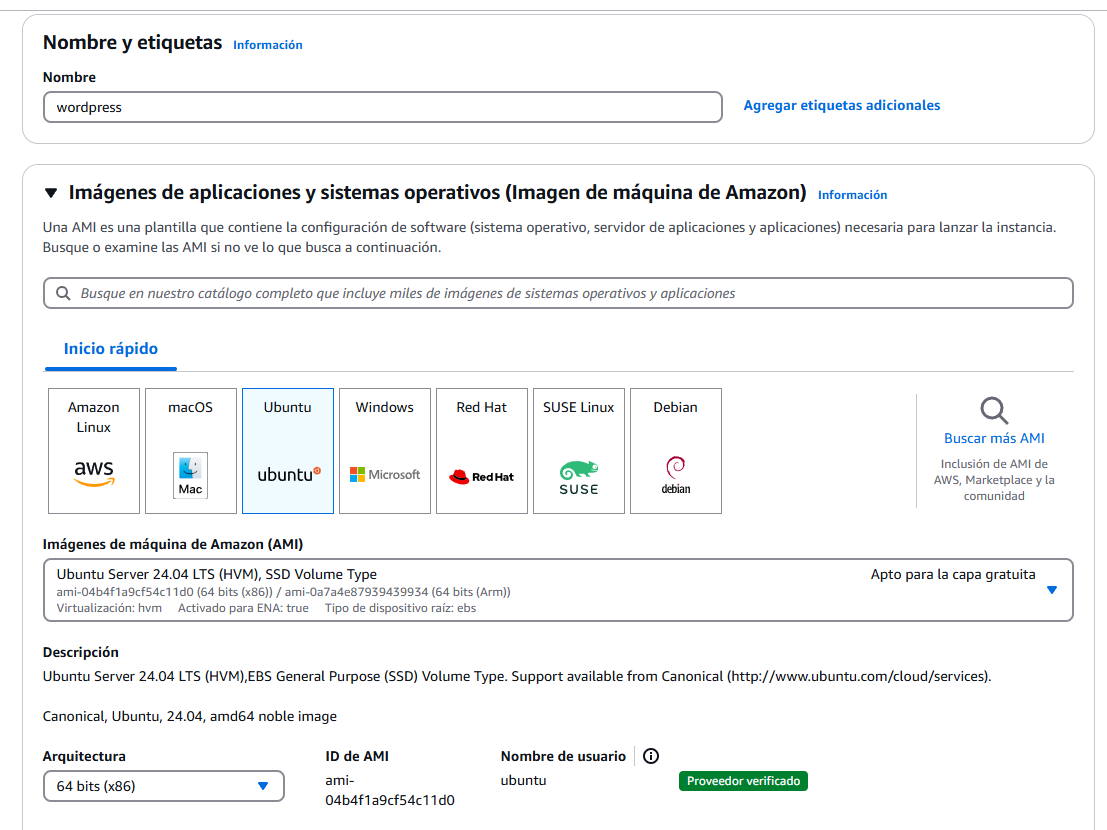 Nombre y etiquetas Información
Nombre
wordpress
Agregar etiquetas adicionales
Imágenes de aplicaciones y sistemas operativos (Imagen de máquina de Amazon) Información
Una AMI es una plantilla que contiene la configuración de software (sistema operativo, servidor de aplicaciones y aplicaciones) necesaria para lanzar la instancia.
Busque o examine las AMI si no ve lo que busca a continuación.
Busque en nuestro catálogo completo que incluye miles de imágenes de sistemas operativos y aplicaciones
Inicio rápido
Amazon
Linux
aws
macOS
Mac
Ubuntu
ubuntu
Windows
Microsoft
Red Hat
Red Hat
SUSE Linux
SUSE
Debian
debian
Buscar más AMI
Inclusión de AMI de
AWS, Marketplace y la
comunidad
Imágenes de máquina de Amazon (AMI)
Ubuntu Server 24.04 LTS (HVM), SSD Volume Type
Apto para la capa gratuita
ami-04b4f1a9cf54c11d0 (64 bits (x86)) / ami-0a7a4e87939439934 (64 bits (Arm))
Virtualización: hvm Activado para ENA: true Tipo de dispositivo raíz: ebs
Descripción
Ubuntu Server 24.04 LTS (HVM),EBS General Purpose (SSD) Volume Type. Support available from Canonical (http://www.ubuntu.com/cloud/services).
Canonical, Ubuntu, 24.04, amd64 noble image
Arquitectura
64 bits (x86)
ID de AMI
ami-
04b4f1a9cf54c11d0
Nombre de usuario
ubuntu
Proveedor verificado